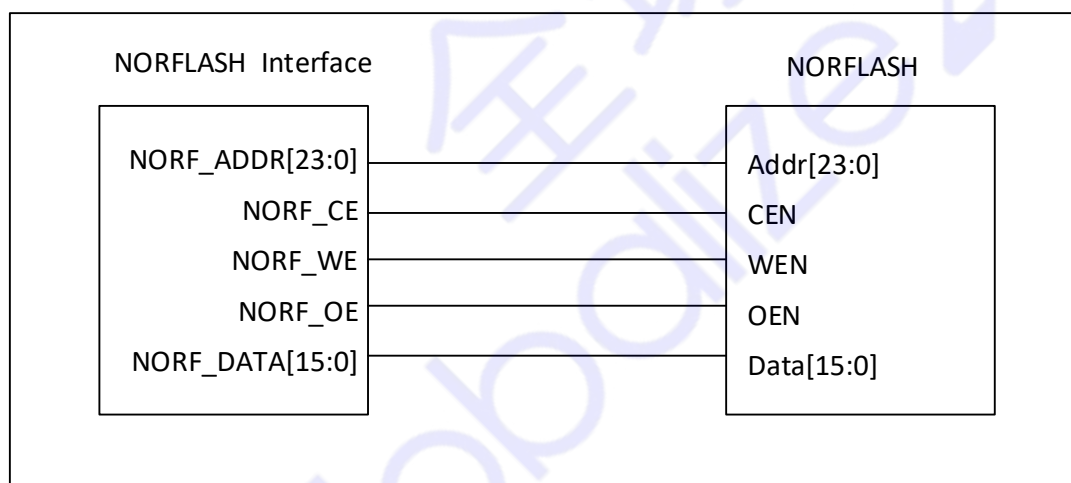 NORFLASH Interface
NORFLASH
NORF_ADDR[23:0]
Addr[23:0]
NORF_CE
CEN
NORF_WE
WEN
NORF_OE
OEN
NORF_DATA[15:0]
Data[15:0]